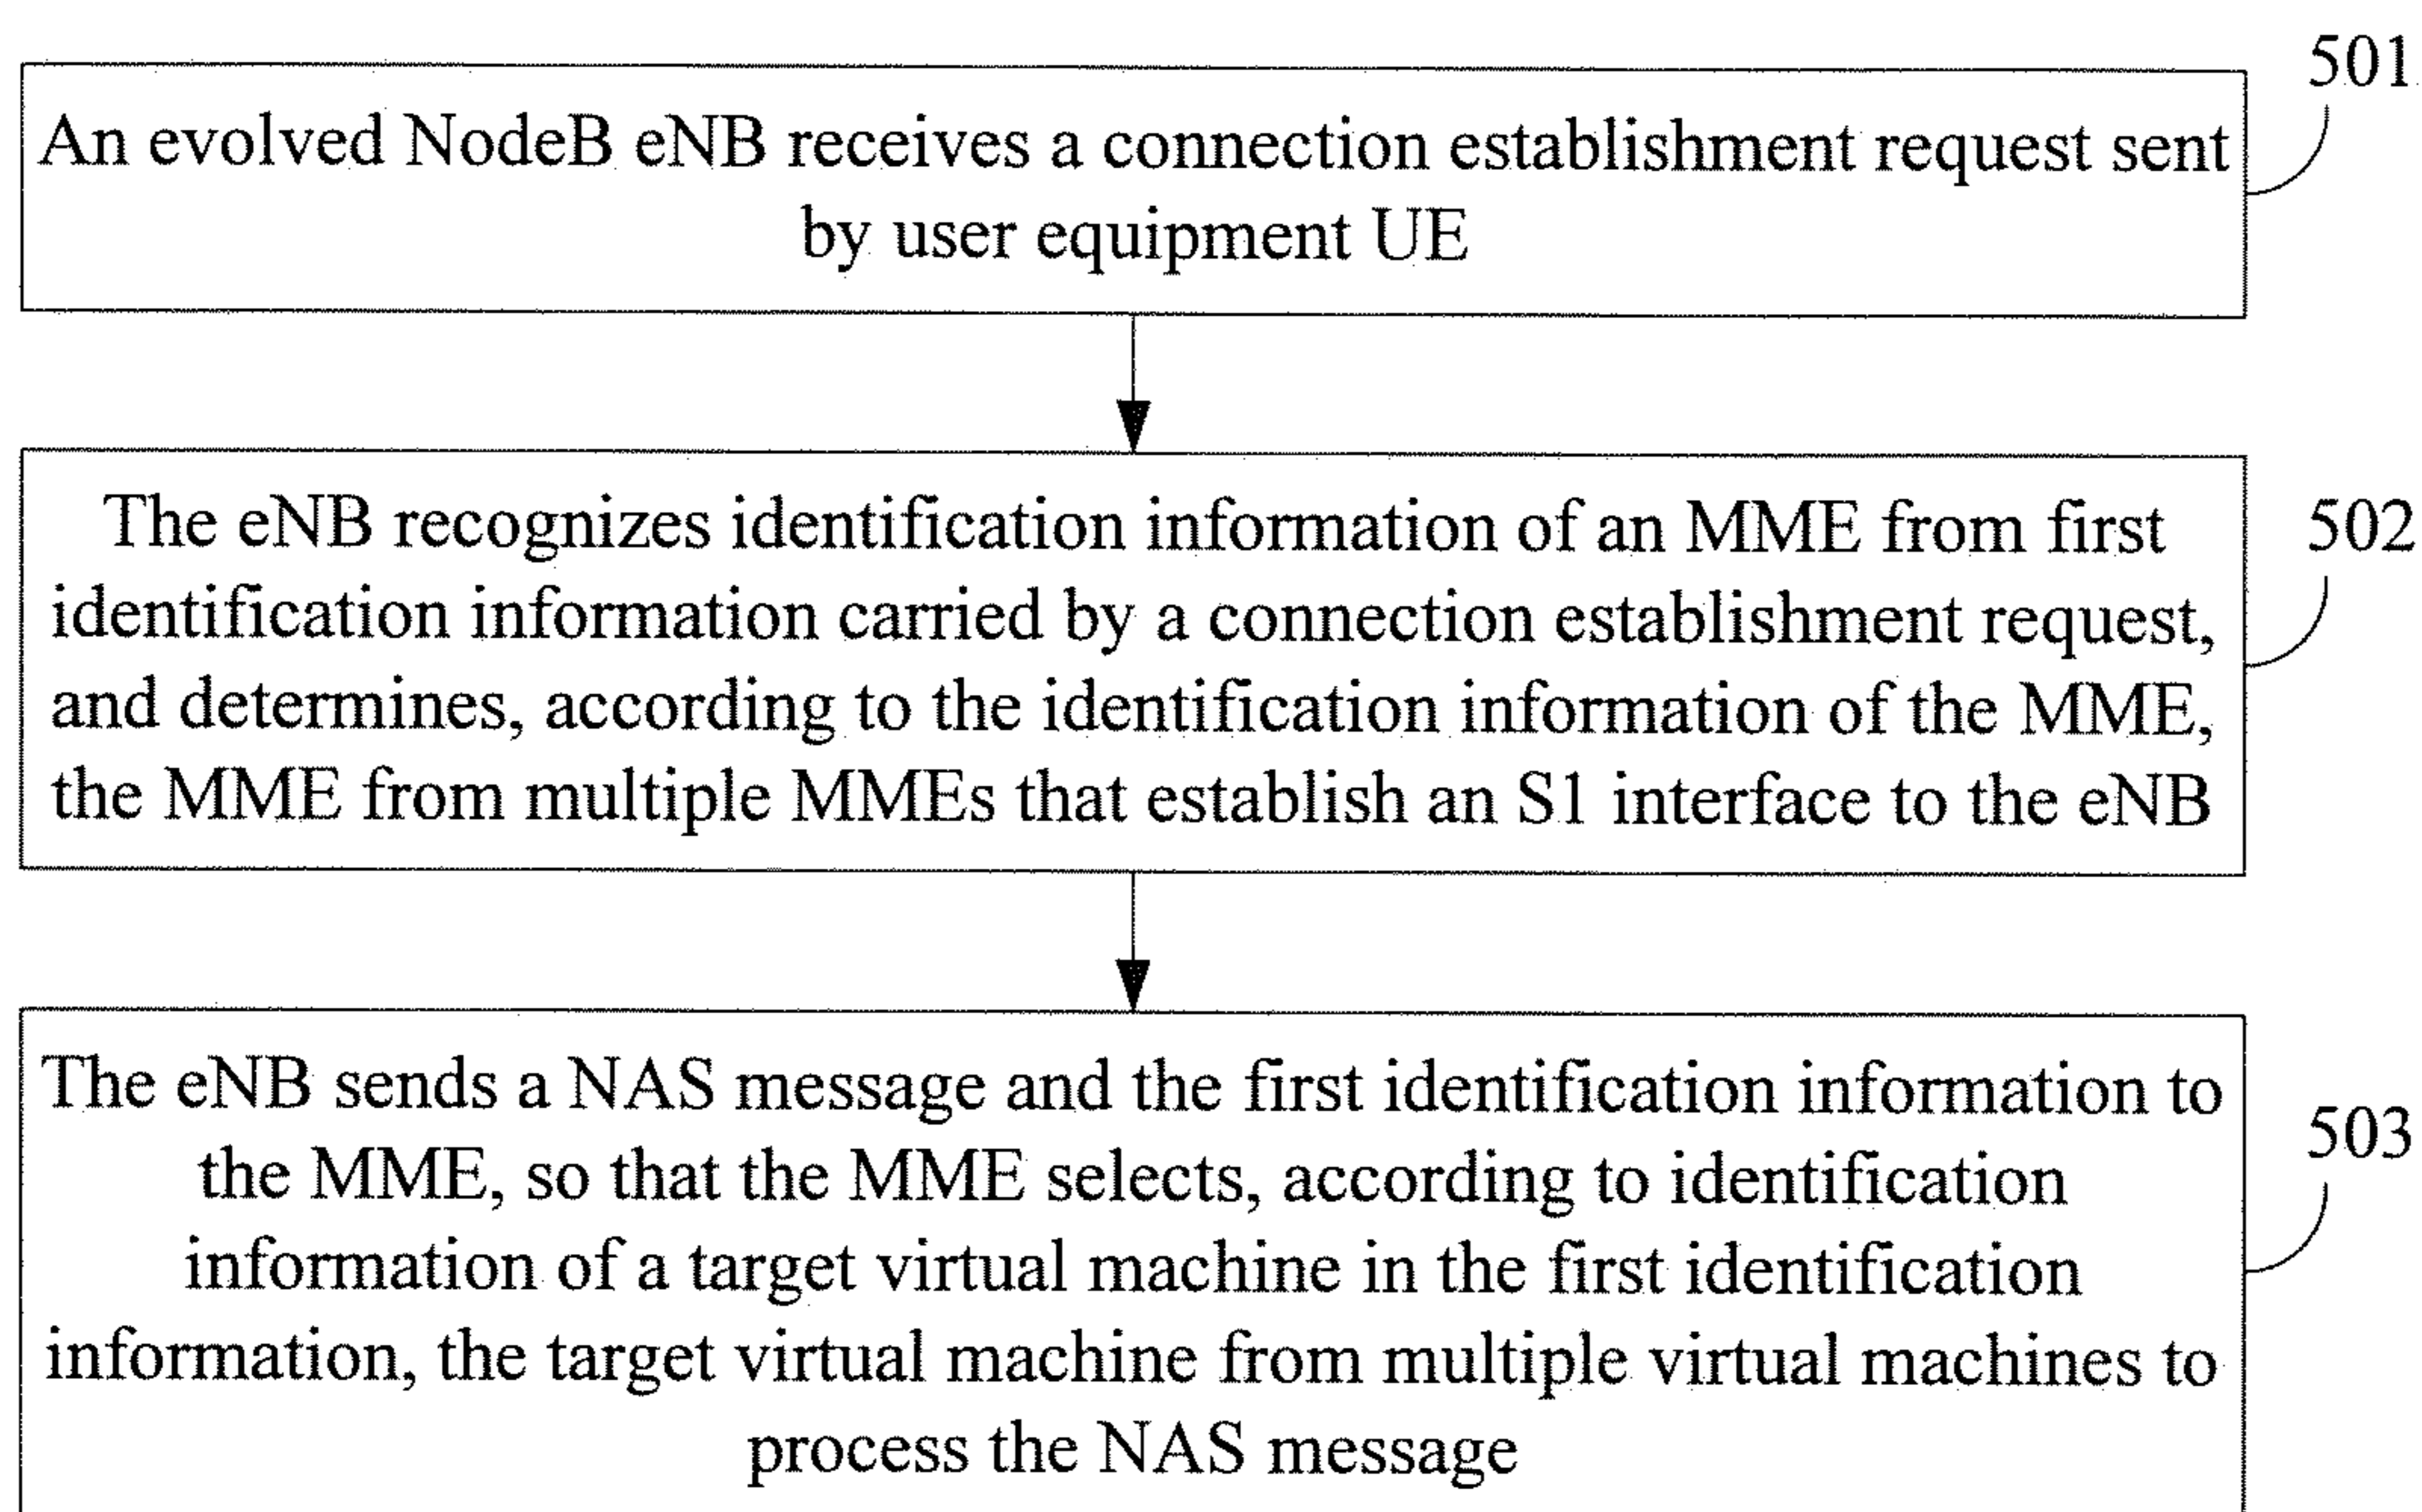 501
An evolved NodeB eNB receives a connection establishment request sent
by user equipment UE
502
The eNB recognizes identification information of an MME from first
identification information carried by a connection establishment request,
and determines, according to the identification information of the MME,
the MME from multiple MMEs that establish an S1 interface to the eNB
503
The eNB sends a NAS message and the first identification information to
the MME, so that the MME selects, according to identification
information of a target virtual machine in the first identification
information, the target virtual machine from multiple virtual machines to
process the NAS message